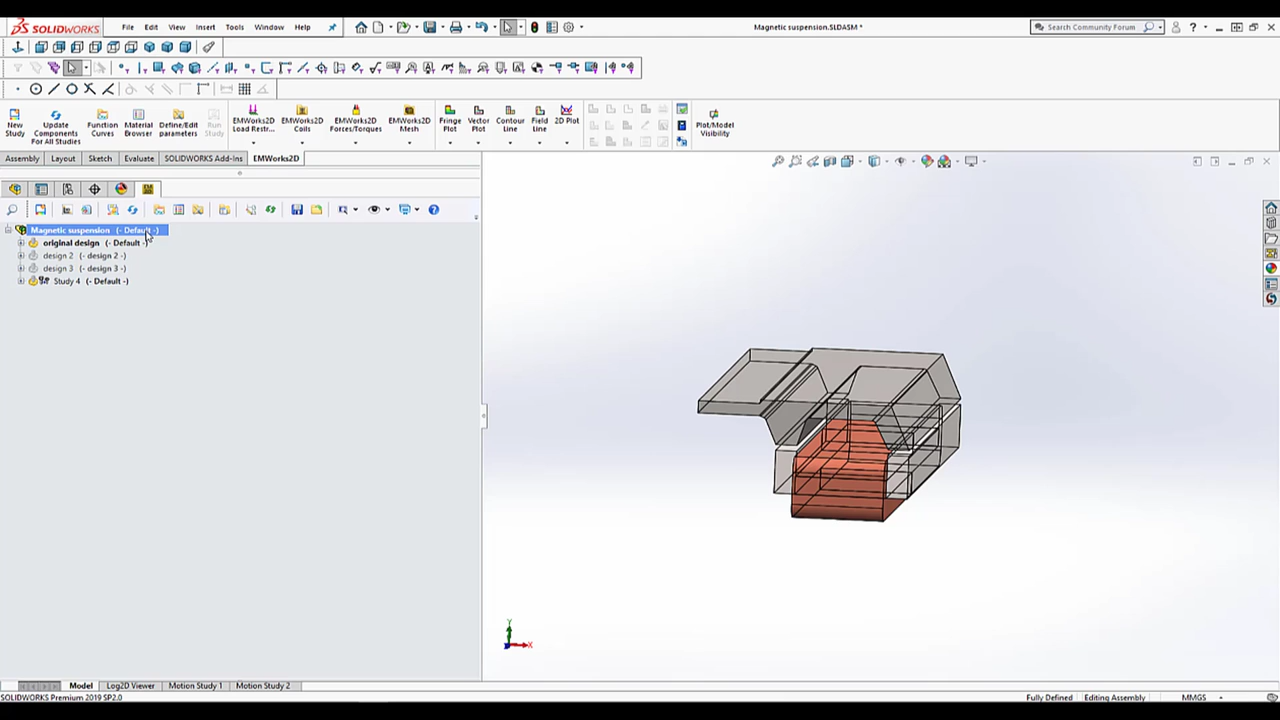 SOLIDWORKS File Edit View Insert Tools Window Help Magnetic suspension.SLDASM * Search Community Forum
New Study
Update Components For All Studies
Function Curves
Material Browser
Define/Edit parameters
Run Study
EMWorks2D Load Restr...
EMWorks2D Coils
EMWorks2D Forces/Torques
EMWorks2D Mesh
Fringe Plot
Vector Plot
Contour Line
Field Line
2D Plot
Plot/Model Visibility
Assembly Layout Sketch Evaluate SOLIDWORKS Add-Ins EMWorks2D
Magnetic suspension (- Default -)
original design (- Default -)
design 2 (- design 2 -)
design 3 (- design 3 -)
Study 4 (- Default -)
Y
X
Model Log2D Viewer Motion Study 1 Motion Study 2
SOLIDWORKS Premium 2019 SP2.0 Fully Defined Editing Assembly MMGS